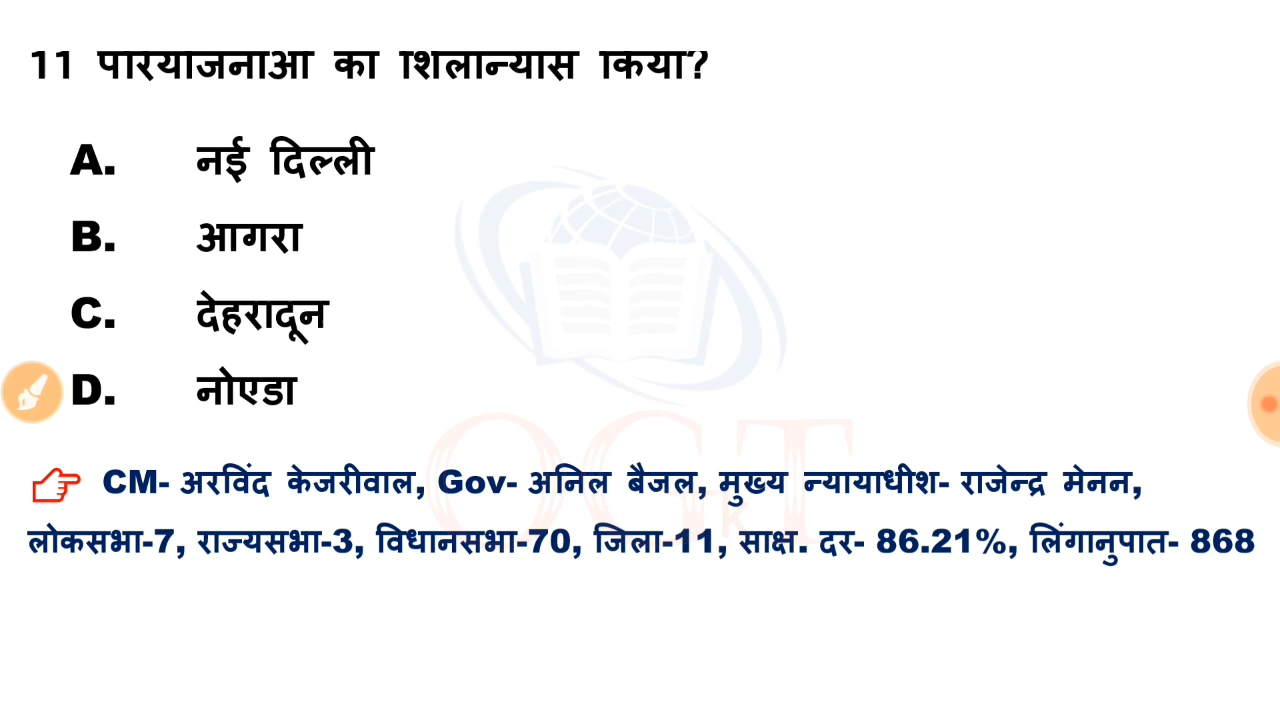 11 परियोजनाओं का शिलान्यास किया?
A. नई दिल्ली
B. आगरा
C. देहरादून
D. नोएडा
CM- अरविंद केजरीवाल, Gov- अनिल बैजल, मुख्य न्यायाधीश- राजेन्द्र मेनन,
लोकसभा-7, राज्यसभा-3, विधानसभा-70, जिला-11, साक्ष. दर- 86.21%, लिंगानुपात- 868
OGT